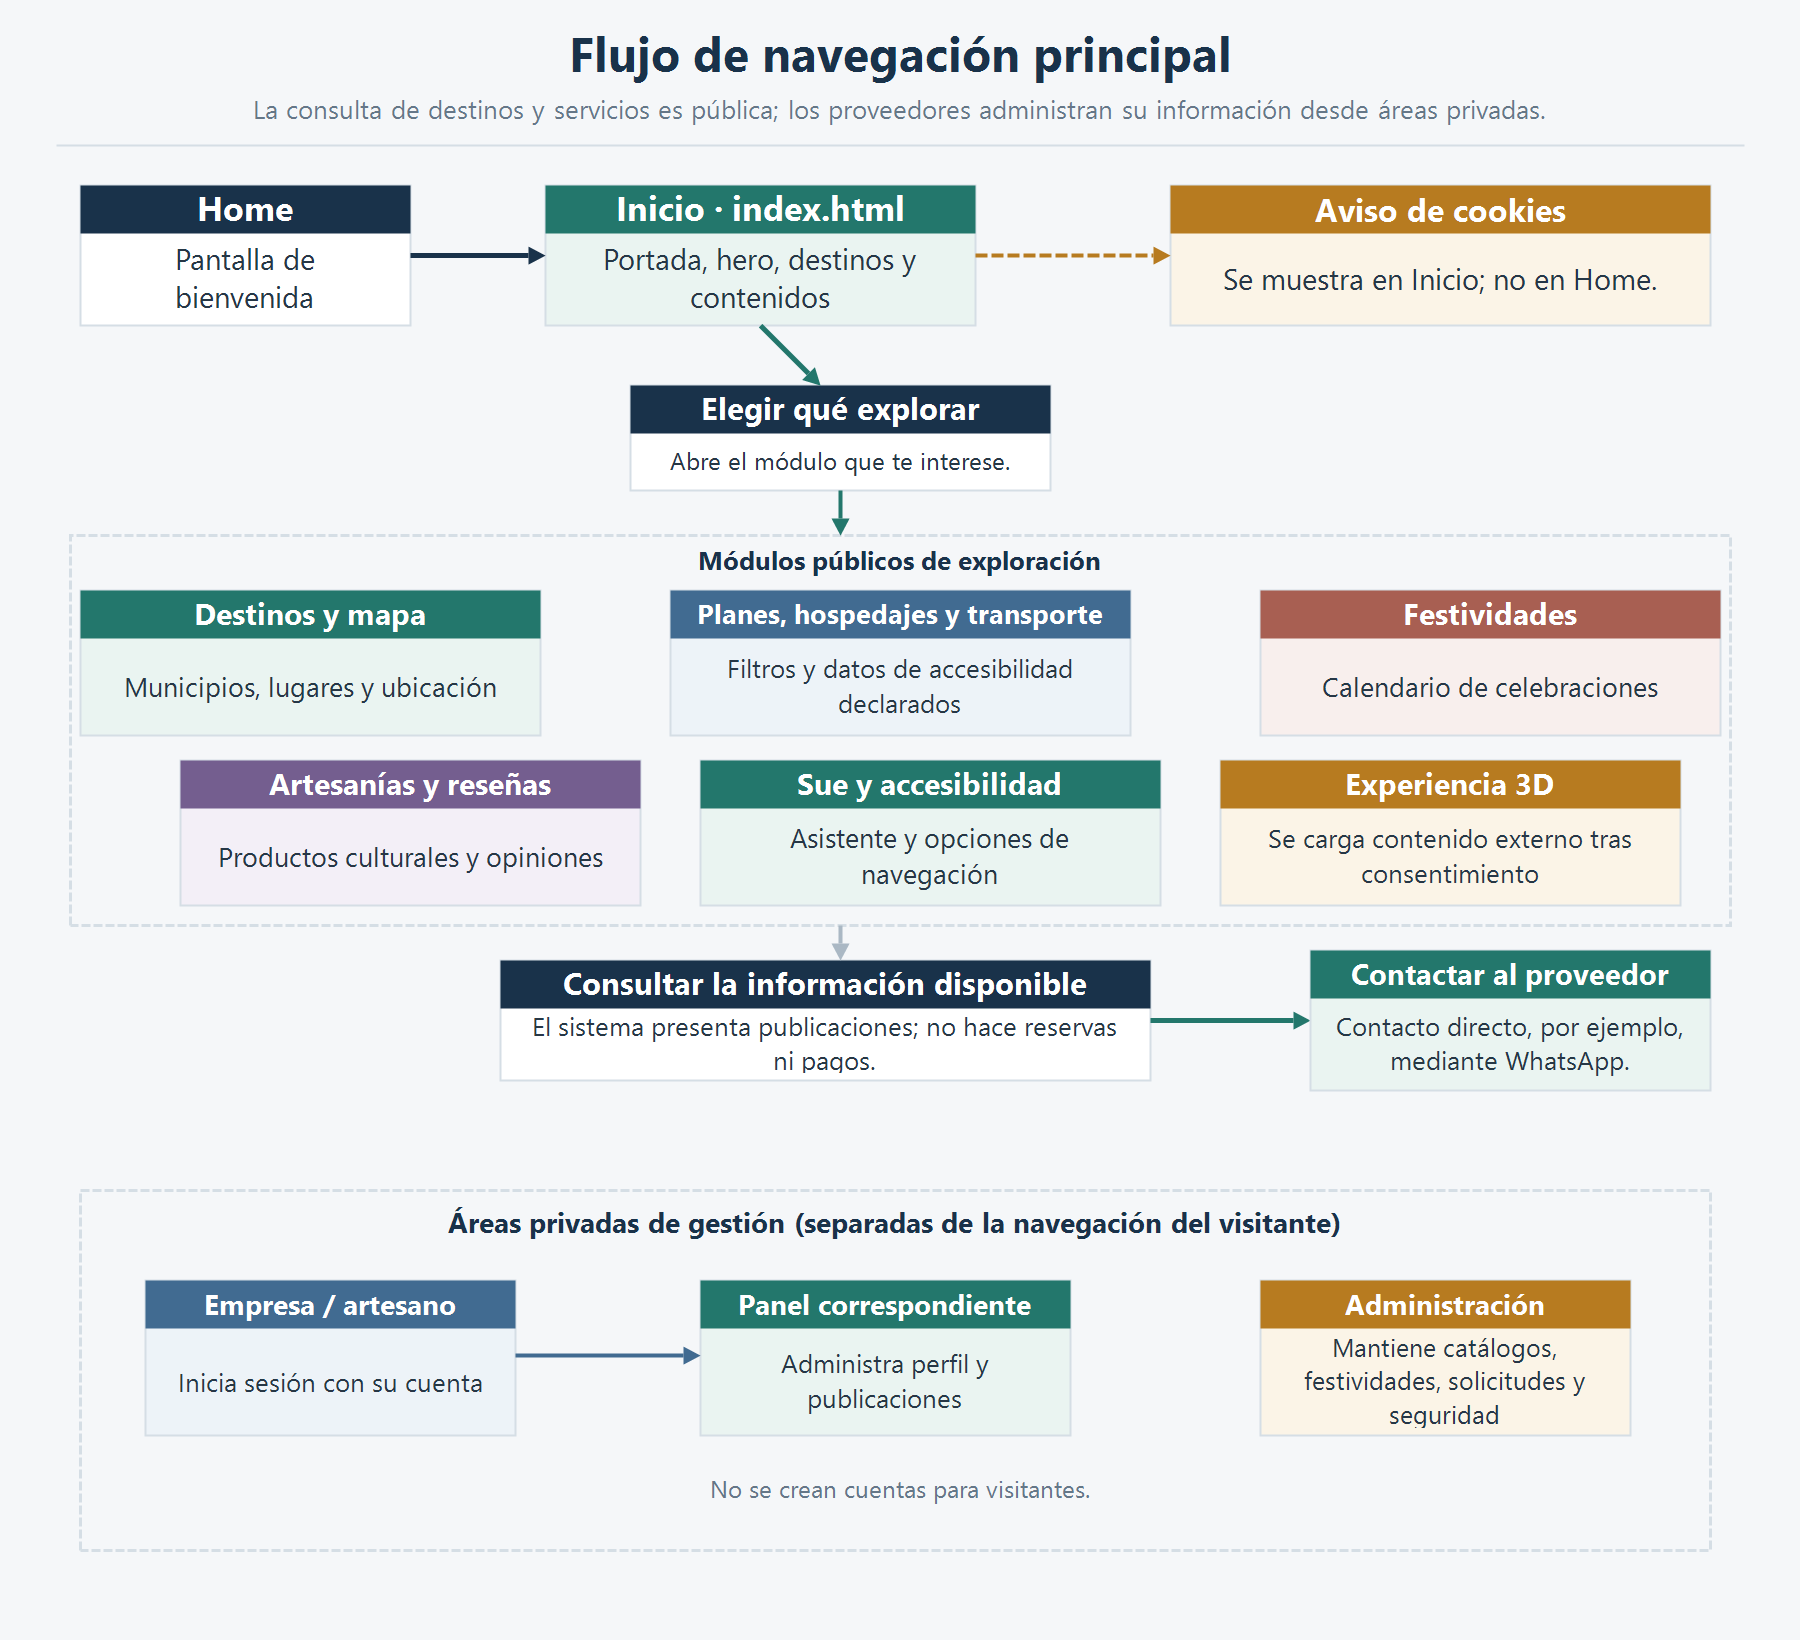 Flujo de navegación principal
La consulta de destinos y servicios es pública; los proveedores administran su información desde áreas privadas.
Home
Pantalla de
bienvenida
Inicio · index.html
Portada, hero, destinos y
contenidos
Aviso de cookies
Se muestra en Inicio; no en Home.
Elegir qué explorar
Abre el módulo que te interese.
Módulos públicos de exploración
Destinos y mapa
Municipios, lugares y ubicación
Planes, hospedajes y transporte
Filtros y datos de accesibilidad
declarados
Festividades
Calendario de celebraciones
Artesanías y reseñas
Productos culturales y opiniones
Sue y accesibilidad
Asistente y opciones de
navegación
Experiencia 3D
Se carga contenido externo tras
consentimiento
Consultar la información disponible
El sistema presenta publicaciones; no hace reservas
ni pagos.
Contactar al proveedor
Contacto directo, por ejemplo,
mediante WhatsApp.
Áreas privadas de gestión (separadas de la navegación del visitante)
Empresa / artesano
Inicia sesión con su cuenta
Panel correspondiente
Administra perfil y
publicaciones
Administración
Mantiene catálogos,
festividades, solicitudes y
seguridad
No se crean cuentas para visitantes.